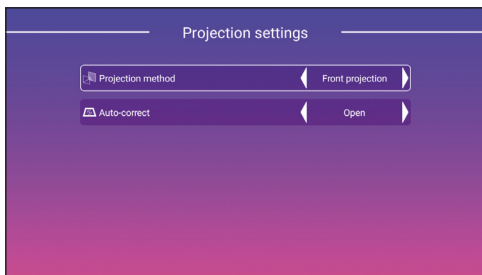 Projection settings
Projection method Front projection
Auto-correct Open